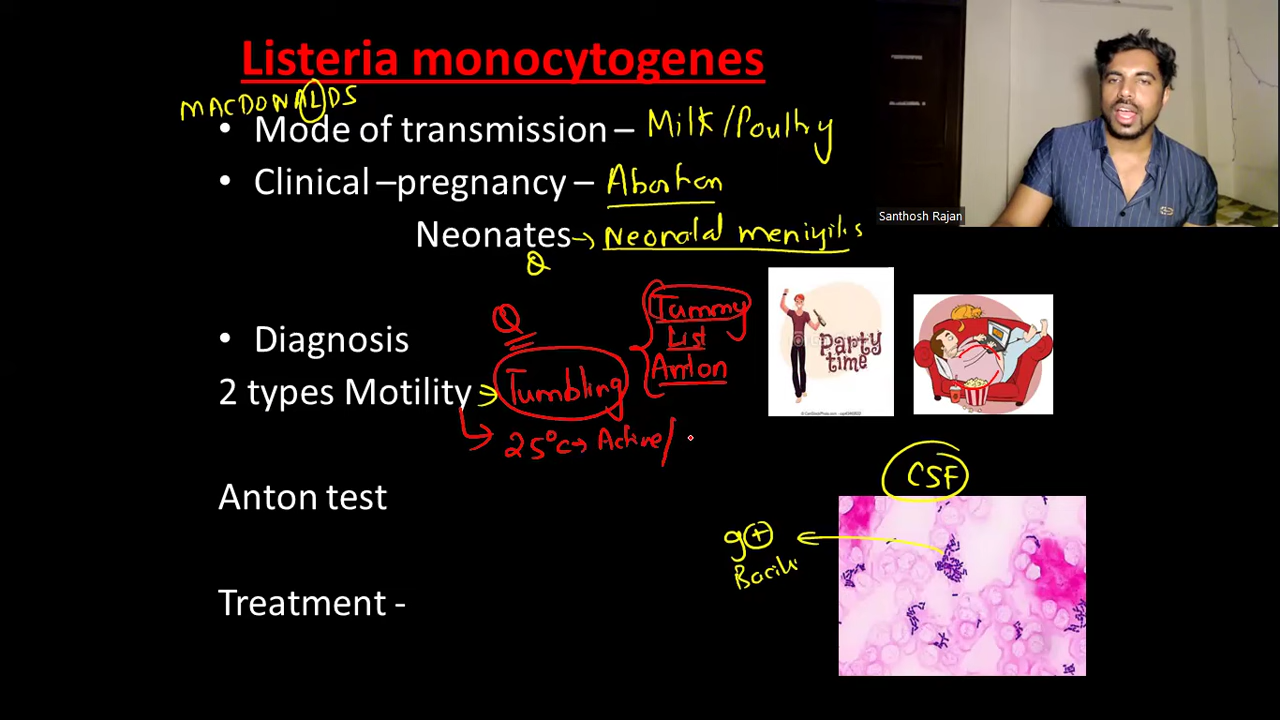 Listeria monocytogenes
MACDONALDS
• Mode of transmission – Milk/Poultry
• Clinical –pregnancy – Abortion
Neonates → Neonatal meniyitis
Q
Santhosh Rajan
Q
Tummy
List
Anton
• Diagnosis
2 types Motility → Tumbling
25°C → Active/
Party
time
Anton test
CSF
g+
Bacilli
Treatment -